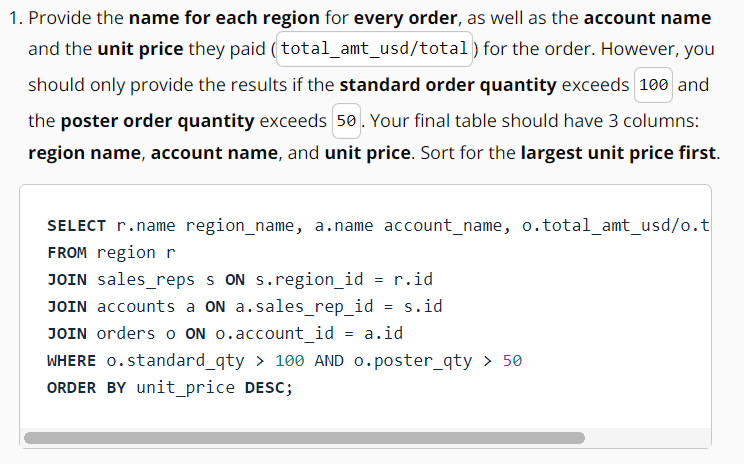 1. Provide the name for each region for every order, as well as the account name
and the unit price they paid (total_amt_usd/total) for the order. However, you
should only provide the results if the standard order quantity exceeds 100 and
the poster order quantity exceeds 50. Your final table should have 3 columns:
region name, account name, and unit price. Sort for the largest unit price first.
SELECT r.name region_name, a.name account_name, o.total_amt_usd/o.t
FROM region r
JOIN sales_reps s ON s.region_id = r.id
JOIN accounts a ON a.sales_rep_id = s.id
JOIN orders o ON o.account_id = a.id
WHERE o.standard_qty > 100 AND o.poster_qty > 50
ORDER BY unit_price DESC;